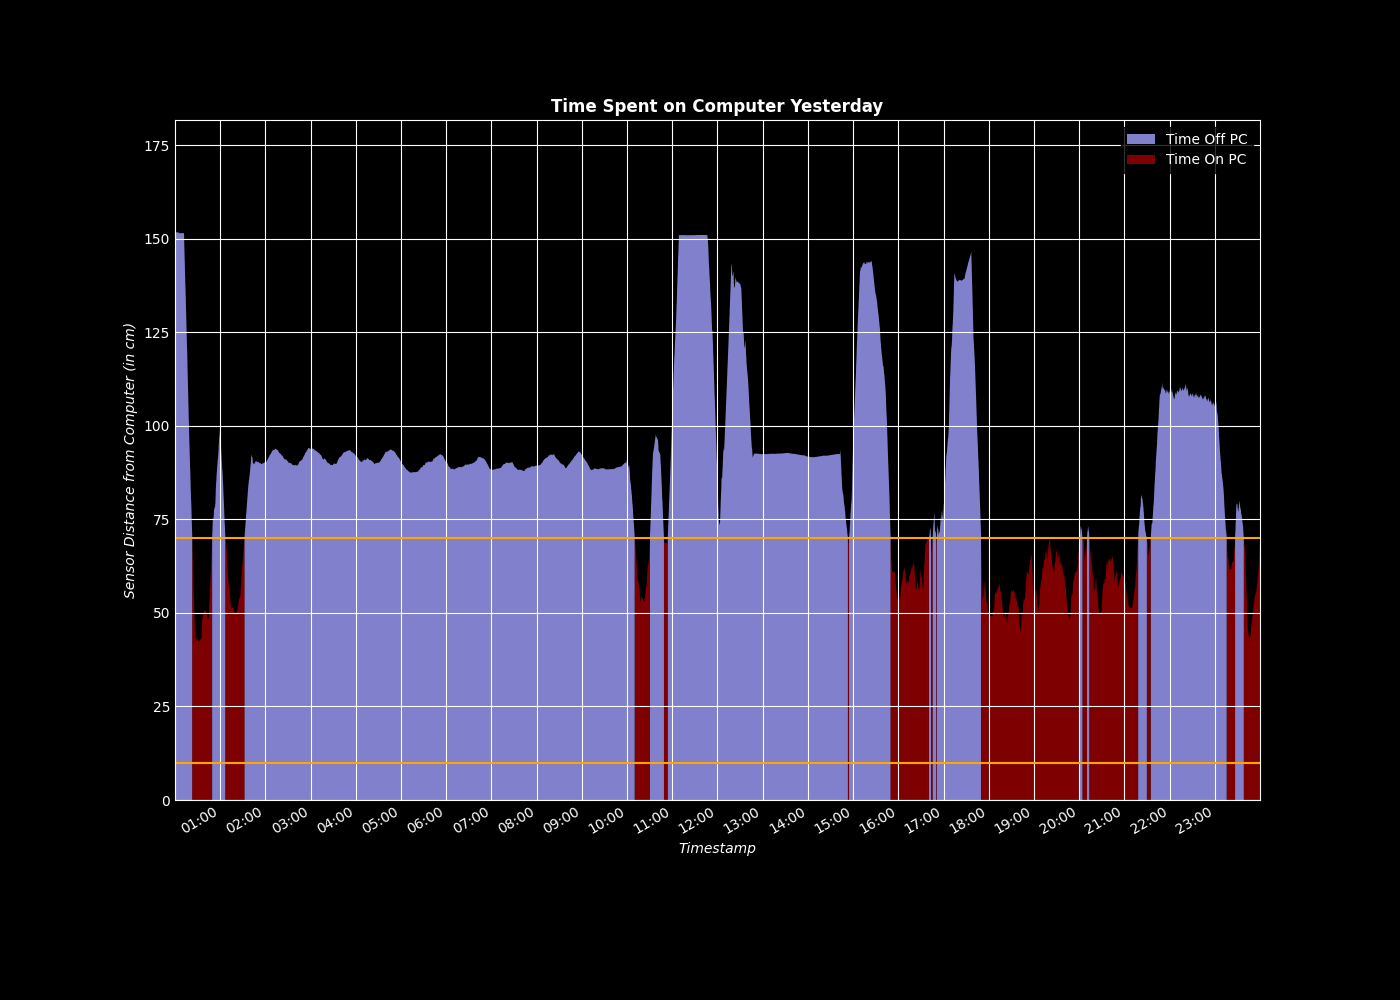 Time Spent on Computer Yesterday
Time Off PC
Time On PC
175
150
125
100
75
50
25
0
Sensor Distance from Computer (in cm)
01:00 02:00 03:00 04:00 05:00 06:00 07:00 08:00 09:00 10:00 11:00 12:00 13:00 14:00 15:00 16:00 17:00 18:00 19:00 20:00 21:00 22:00 23:00
Timestamp